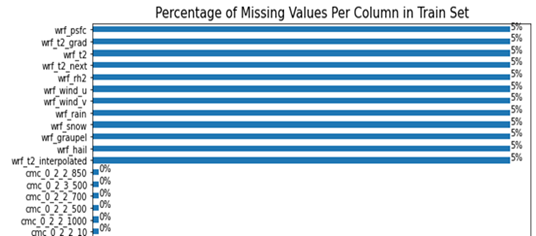 Percentage of Missing Values Per Column in Train Set
wrf_psfc 5%
wrf_t2_grad 5%
wrf_t2 5%
wrf_t2_next 5%
wrf_rh2 5%
wrf_wind_u 5%
wrf_wind_v 5%
wrf_rain 5%
wrf_snow 5%
wrf_graupel 5%
wrf_hail 5%
wrf_t2_interpolated 5%
cmc_0_2_2_850 0%
cmc_0_2_3_500 0%
cmc_0_2_2_700 0%
cmc_0_2_2_500 0%
cmc_0_2_2_1000 0%
cmc_0_2_2_10 0%